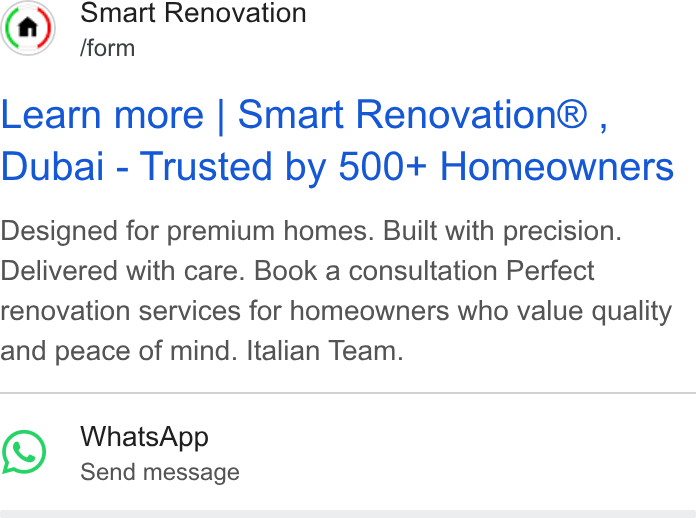 Smart Renovation
/form
Learn more | Smart Renovation® ,
Dubai - Trusted by 500+ Homeowners
Designed for premium homes. Built with precision.
Delivered with care. Book a consultation Perfect
renovation services for homeowners who value quality
and peace of mind. Italian Team.
WhatsApp
Send message